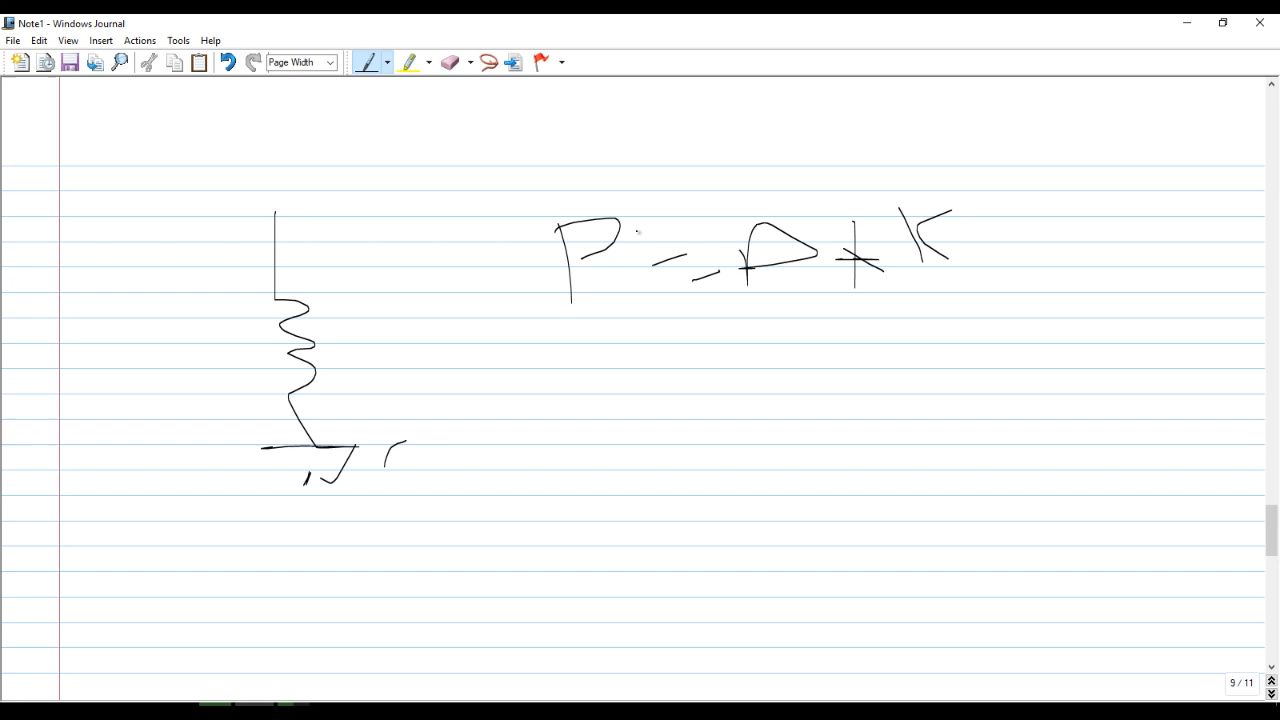 Note1 - Windows Journal
File Edit View Insert Actions Tools Help
Page Width
P = D * K
9 / 11